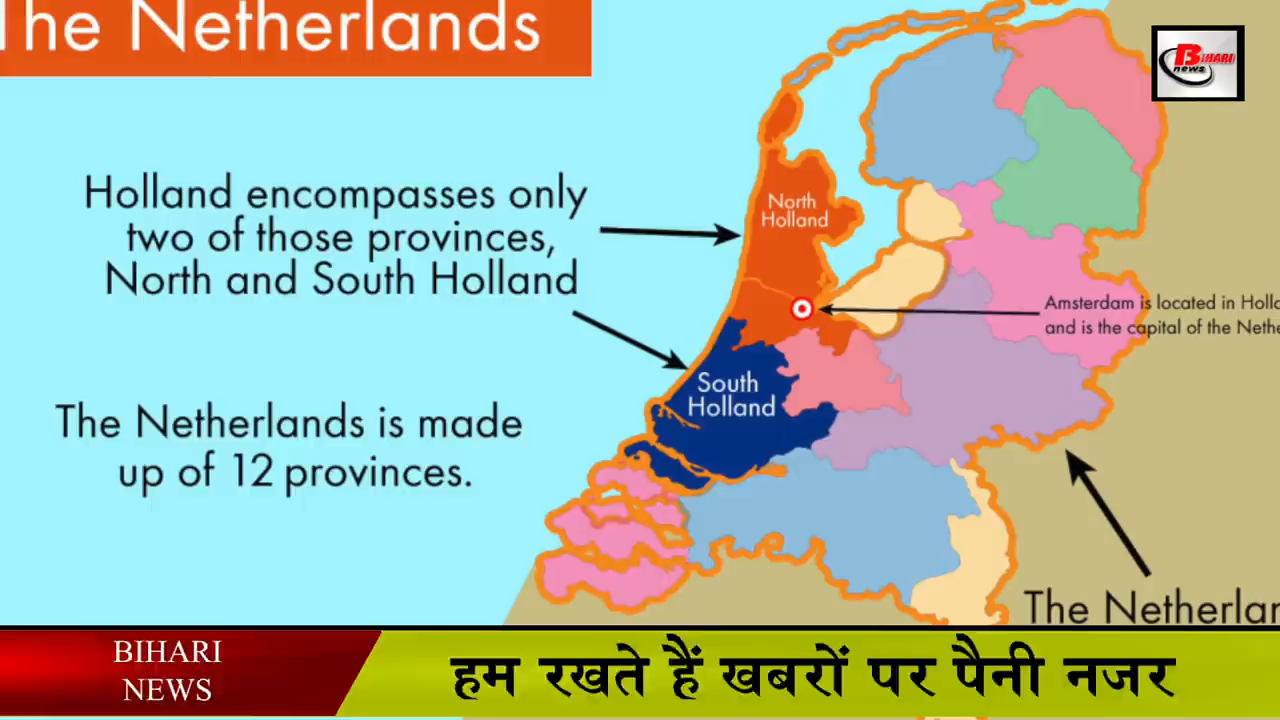 The Netherlands
BIHARI
news
Holland encompasses only
two of those provinces,
North and South Holland
North
Holland
Amsterdam is located in Holla
and is the capital of the Nethe
South
Holland
The Netherlands is made
up of 12 provinces.
The Netherlan
BIHARI
NEWS
हम रखते हैं खबरों पर पैनी नजर